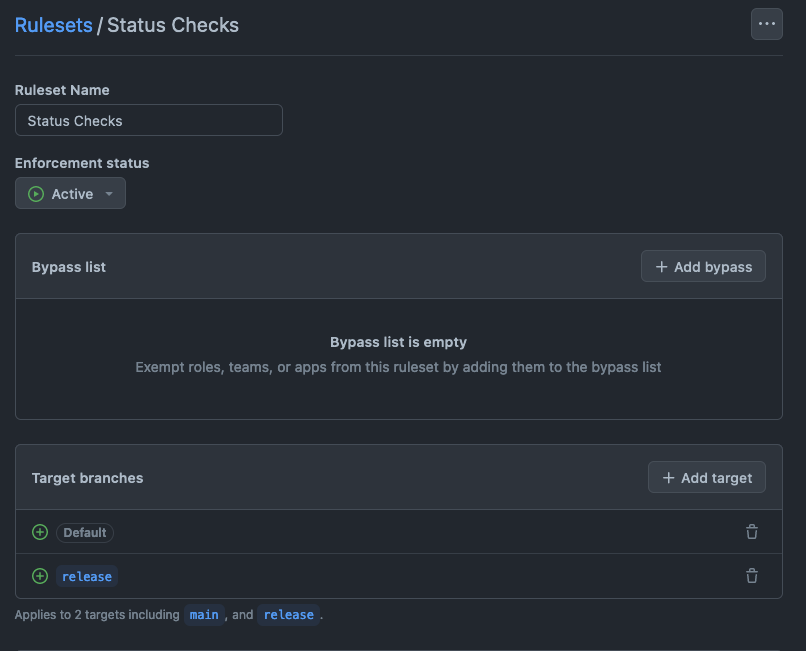 Rulesets / Status Checks
Ruleset Name
Status Checks
Enforcement status
Active
Bypass list
Add bypass
Bypass list is empty
Exempt roles, teams, or apps from this ruleset by adding them to the bypass list
Target branches
Add target
Default
release
Applies to 2 targets including main , and release .